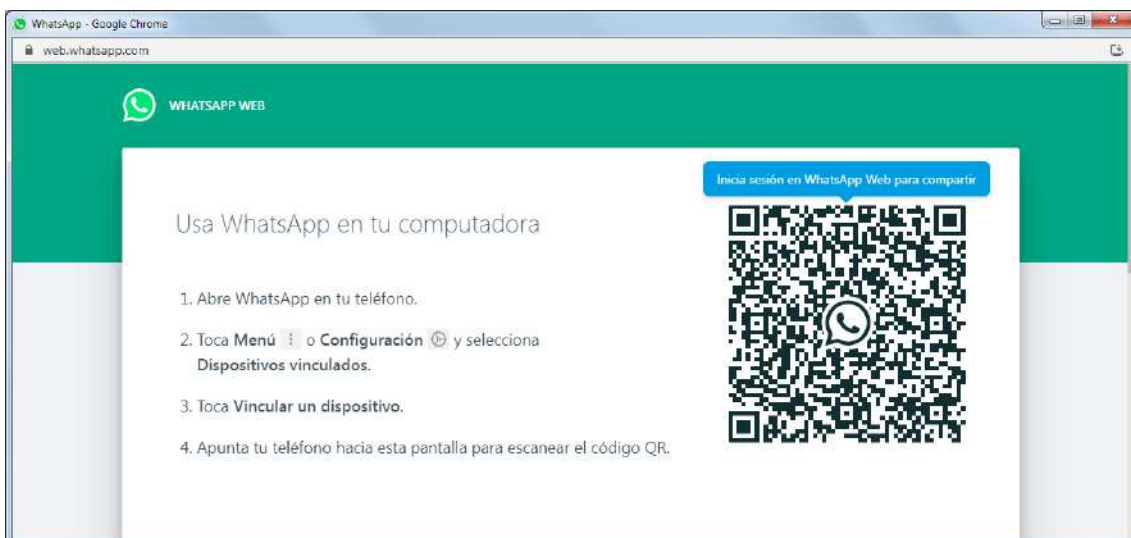 WhatsApp - Google Chrome
web.whatsapp.com
WHATSAPP WEB
Inicia sesión en WhatsApp Web para compartir
Usa WhatsApp en tu computadora
1. Abre WhatsApp en tu teléfono.
2. Toca Menú o Configuración y selecciona
Dispositivos vinculados.
3. Toca Vincular un dispositivo.
4. Apunta tu teléfono hacia esta pantalla para escanear el código QR.